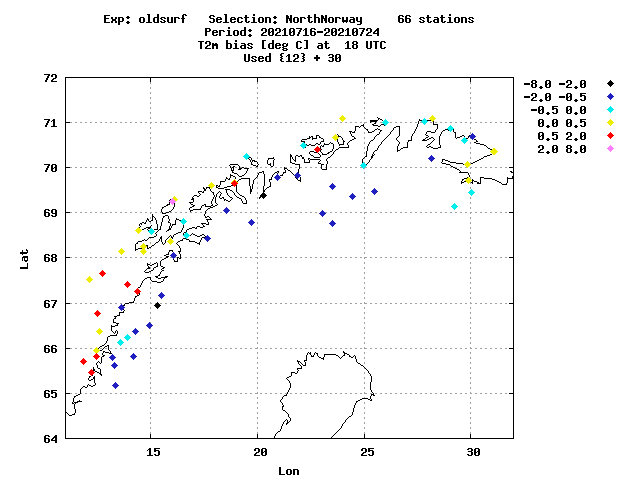 Exp: oldsurf   Selection: NorthNorway     66 stations
Period: 20210716-20210724
T2m bias [deg C] at  18 UTC
Used {12} + 30
-8.0 -2.0
-2.0 -0.5
-0.5 0.0
0.0 0.5
0.5 2.0
2.0 8.0
72
71
70
69
68
67
66
65
64
Lat
15 20 25 30
Lon